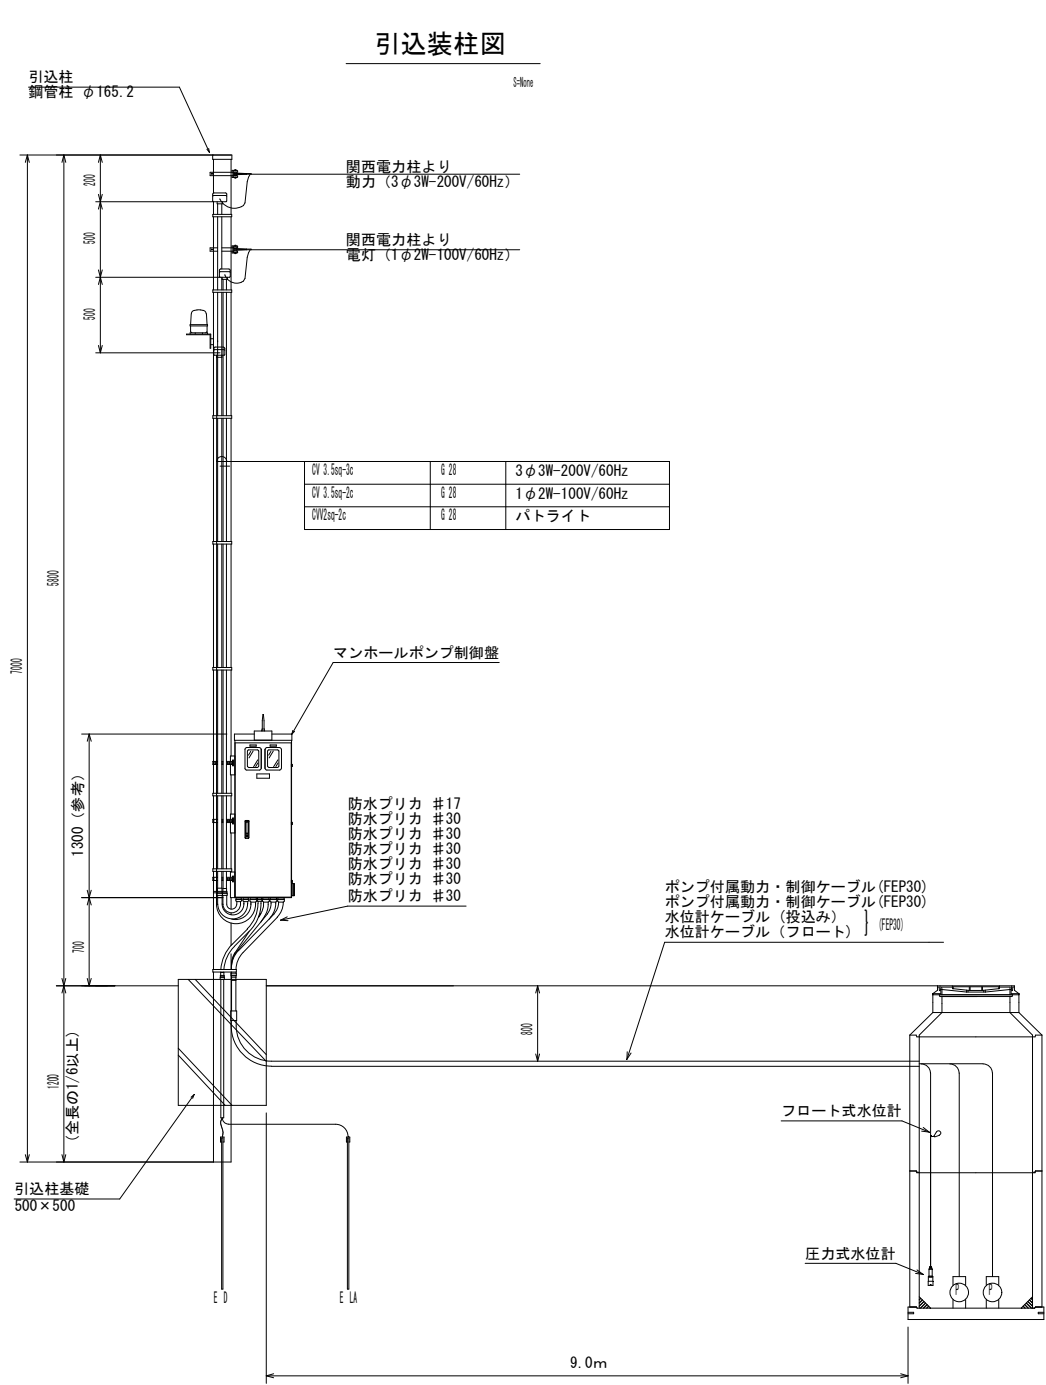 引込装柱図
S=None
引込柱
鋼管柱 φ165.2
関西電力柱より
動力（3φ3W-200V/60Hz）
関西電力柱より
電灯（1φ2W-100V/60Hz）
200
500
500
CV 3.5sq-3c G 28 3φ3W-200V/60Hz
CV 3.5sq-2c G 28 1φ2W-100V/60Hz
CVV2sq-2c G 28 パトライト
5800
7000
マンホールポンプ制御盤
1300（参考）
防水プリカ ♯17
防水プリカ ♯30
防水プリカ ♯30
防水プリカ ♯30
防水プリカ ♯30
防水プリカ ♯30
防水プリカ ♯30
ポンプ付属動力・制御ケーブル(FEP30)
ポンプ付属動力・制御ケーブル(FEP30)
水位計ケーブル（投込み）
水位計ケーブル（フロート）
(FEP30)
700
800
1200
（全長の1/6以上）
フロート式水位計
引込柱基礎
500×500
圧力式水位計
P P
E D
E LA
9.0m